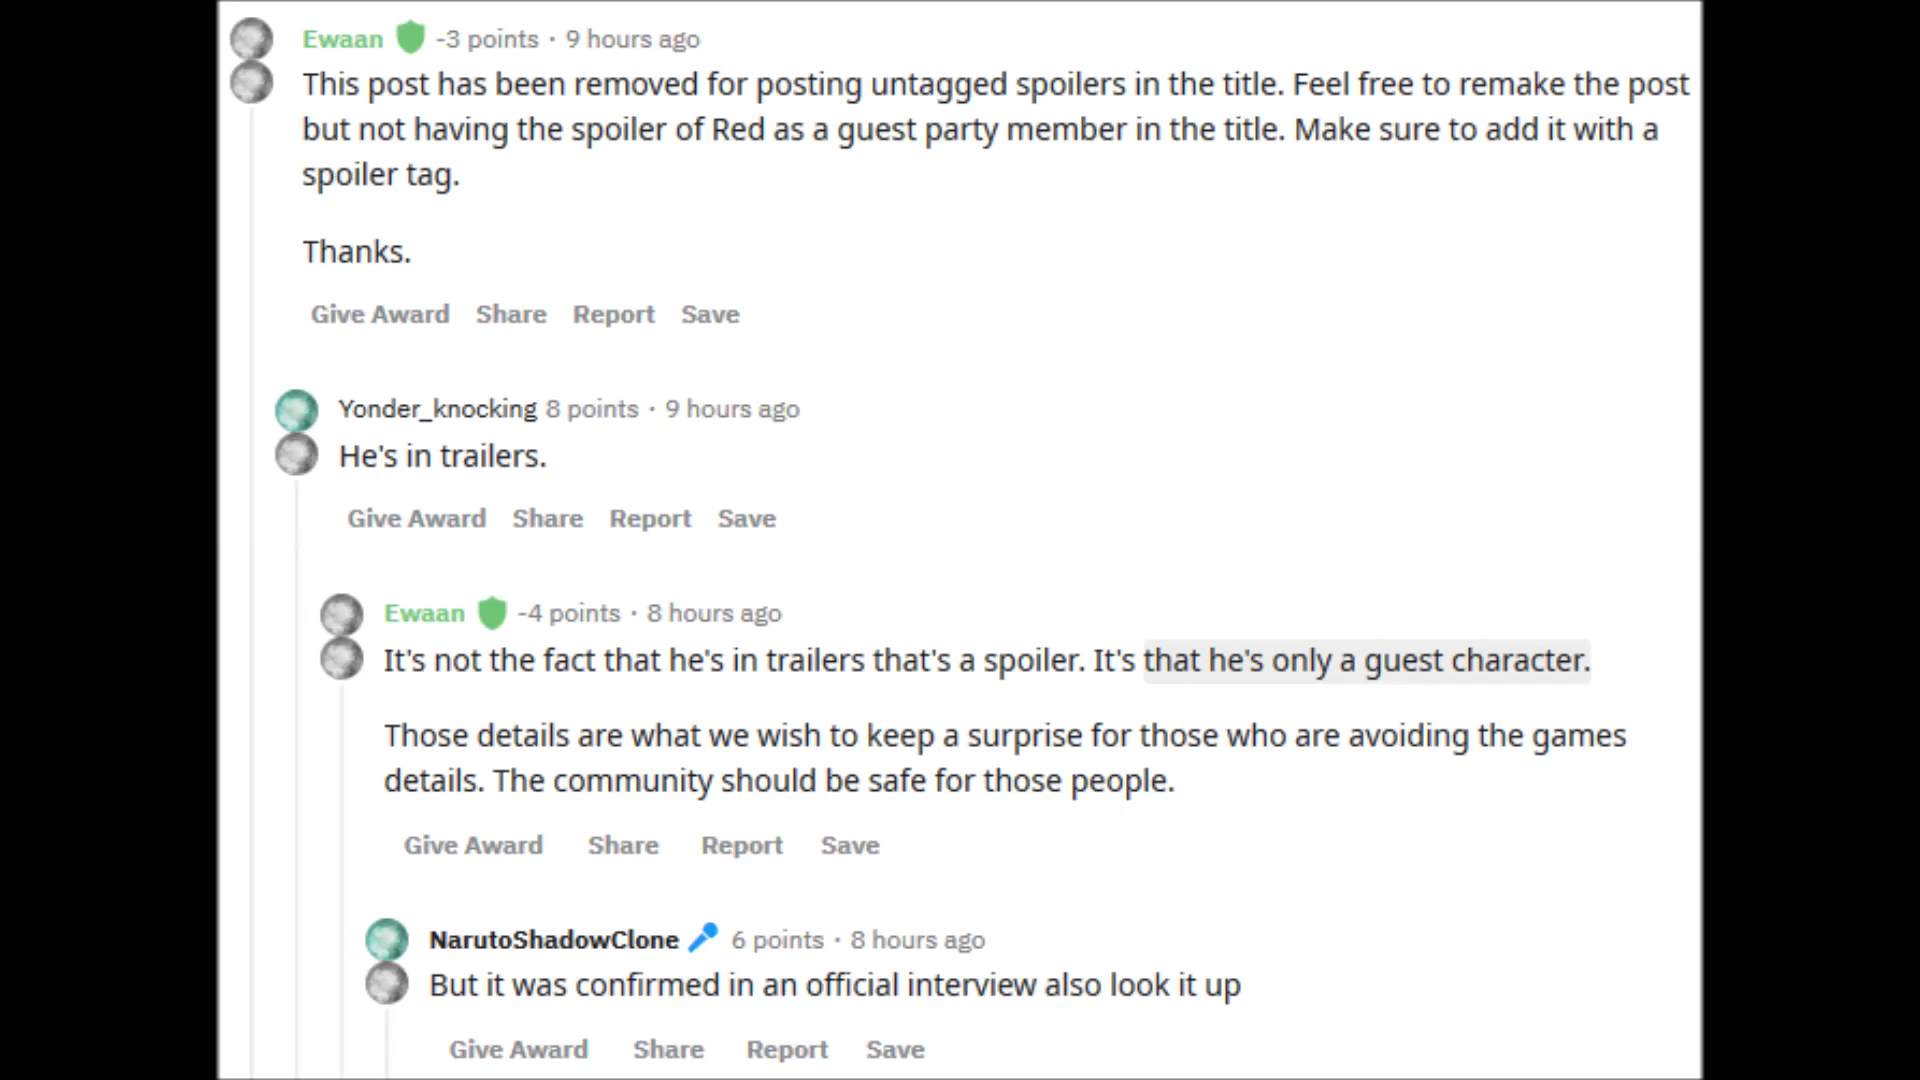 Ewaan -3 points · 9 hours ago
This post has been removed for posting untagged spoilers in the title. Feel free to remake the post
but not having the spoiler of Red as a guest party member in the title. Make sure to add it with a
spoiler tag.
Thanks.
Give Award Share Report Save
Yonder_knocking 8 points · 9 hours ago
He's in trailers.
Give Award Share Report Save
Ewaan -4 points · 8 hours ago
It's not the fact that he's in trailers that's a spoiler. It's that he's only a guest character.
Those details are what we wish to keep a surprise for those who are avoiding the games
details. The community should be safe for those people.
Give Award Share Report Save
NarutoShadowClone 6 points · 8 hours ago
But it was confirmed in an official interview also look it up
Give Award Share Report Save